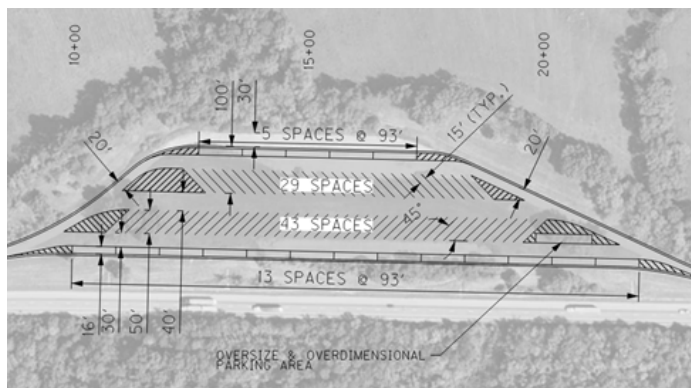 10+00
15+00
20+00
100'
30'
5 SPACES @ 93'
15' (TYP.)
20'
20'
29 SPACES
45°
43 SPACES
13 SPACES @ 93'
16'
30'
50'
40'
OVERSIZE & OVERDIMENSIONAL
PARKING AREA